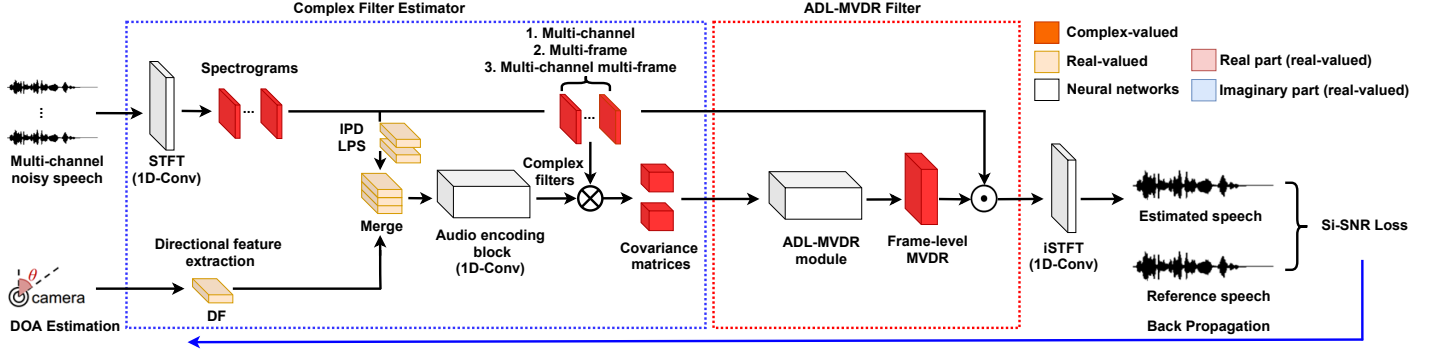 Complex Filter Estimator
ADL-MVDR Filter
1. Multi-channel
2. Multi-frame
3. Multi-channel multi-frame
Complex-valued
Real-valued
Neural networks
Real part (real-valued)
Imaginary part (real-valued)
Spectrograms
...
...
...
Multi-channel
noisy speech
STFT
(1D-Conv)
IPD
LPS
Complex
filters
Merge
Audio encoding
block
(1D-Conv)
Covariance
matrices
ADL-MVDR
module
Frame-level
MVDR
iSTFT
(1D-Conv)
Estimated speech
Si-SNR Loss
Reference speech
Directional feature
extraction
DF
θ
camera
DOA Estimation
Back Propagation